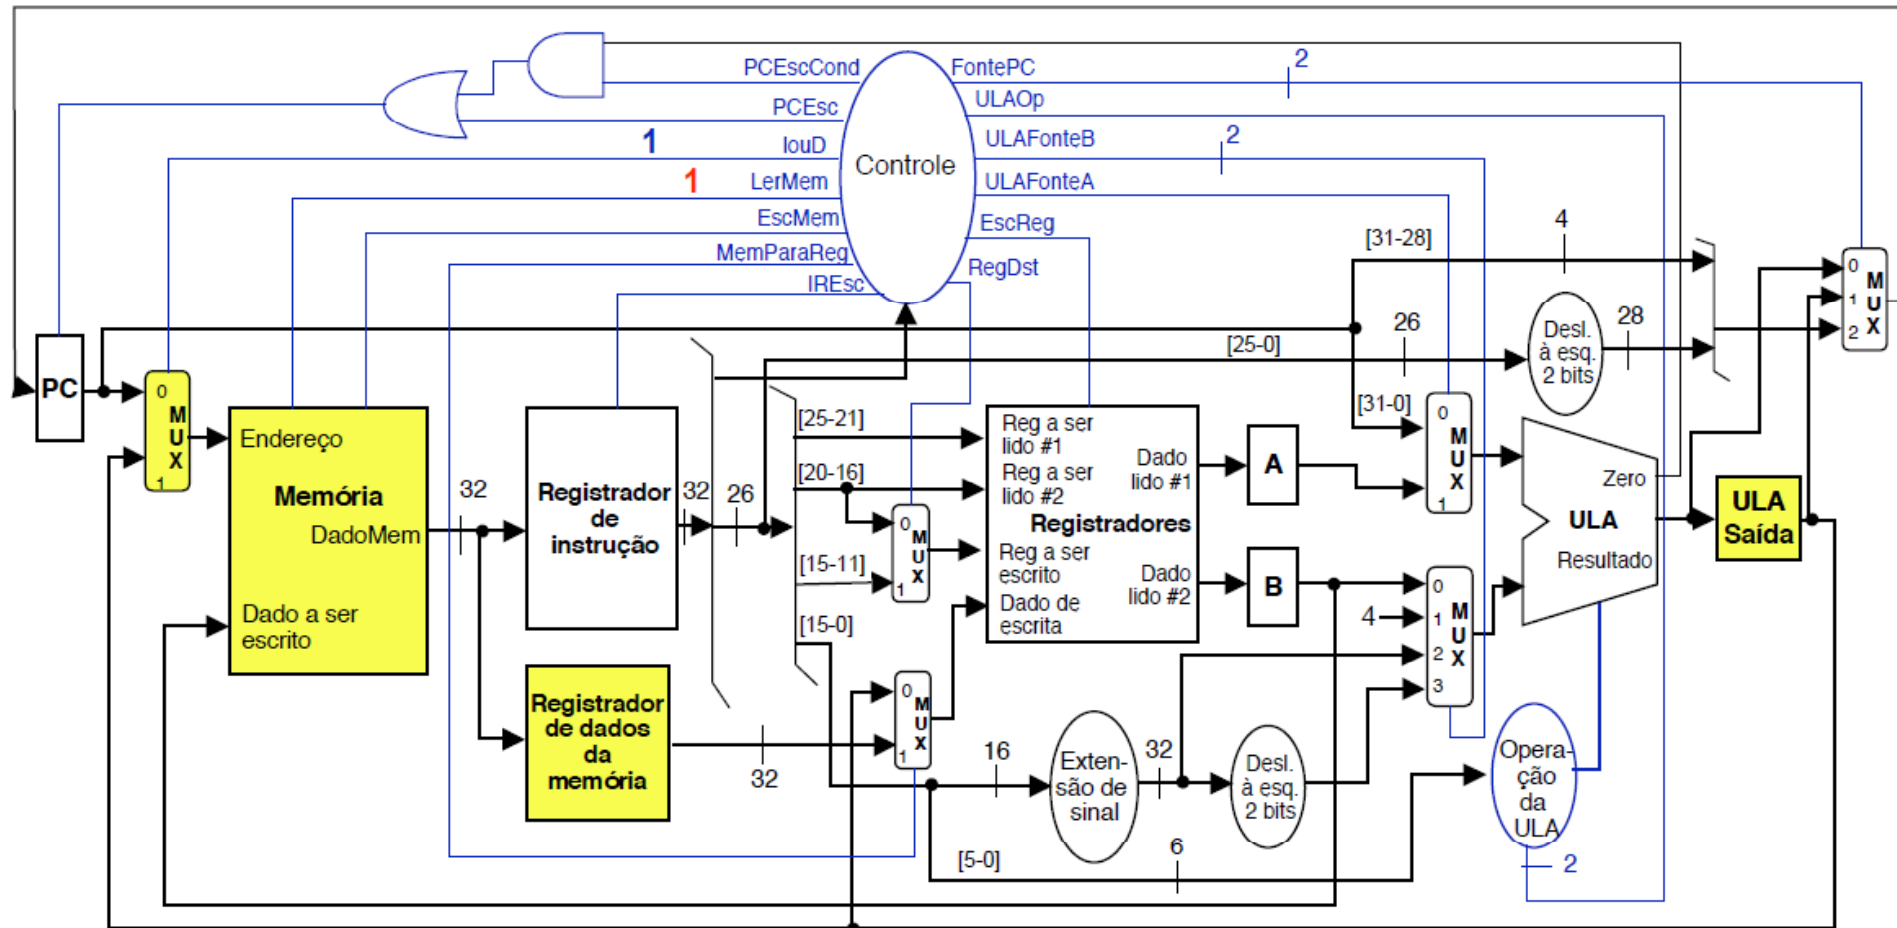 PCEscCond
FontePC
2
ULAOp
PCEsc
1
IouD
ULAFonteB
2
Controle
1
LerMem
ULAFonteA
EscMem
EscReg
MemParaReg
RegDst
IREsc
[31-28]
4
PC
0
M
U
X
1
Endereço
Memória
DadoMem
Dado a ser
escrito
32
Registrador
de
instrução
Registrador
de dados
da
memória
32
32
26
[25-21]
[20-16]
[15-11]
[15-0]
0
M
U
X
1
0
M
U
X
1
Reg a ser
lido #1
Reg a ser
lido #2
Registradores
Reg a ser
escrito
Dado de
escrita
Dado
lido #1
Dado
lido #2
A
B
[25-0]
26
Desl.
à esq.
2 bits
28
[31-0]
0
M
U
X
1
4
0
1
2
3
M
U
X
Zero
ULA
Resultado
ULA
Saída
0
1
2
M
U
X
16
Exten-
são de
sinal
32
Desl.
à esq.
2 bits
Opera-
ção
da
ULA
[5-0]
6
2